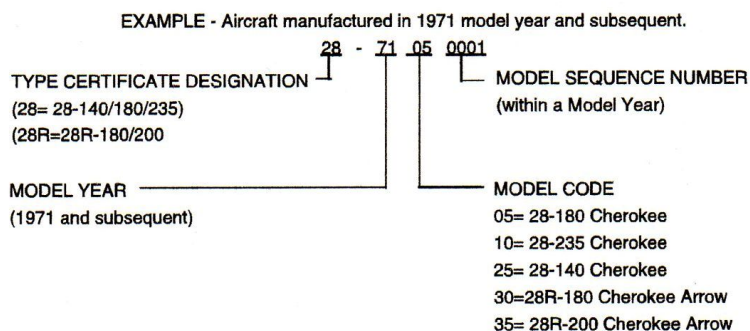 EXAMPLE - Aircraft manufactured in 1971 model year and subsequent.
28 - 71 05 0001
TYPE CERTIFICATE DESIGNATION
(28= 28-140/180/235)
(28R=28R-180/200
MODEL SEQUENCE NUMBER
(within a Model Year)
MODEL YEAR
(1971 and subsequent)
MODEL CODE
05= 28-180 Cherokee
10= 28-235 Cherokee
25= 28-140 Cherokee
30=28R-180 Cherokee Arrow
35= 28R-200 Cherokee Arrow